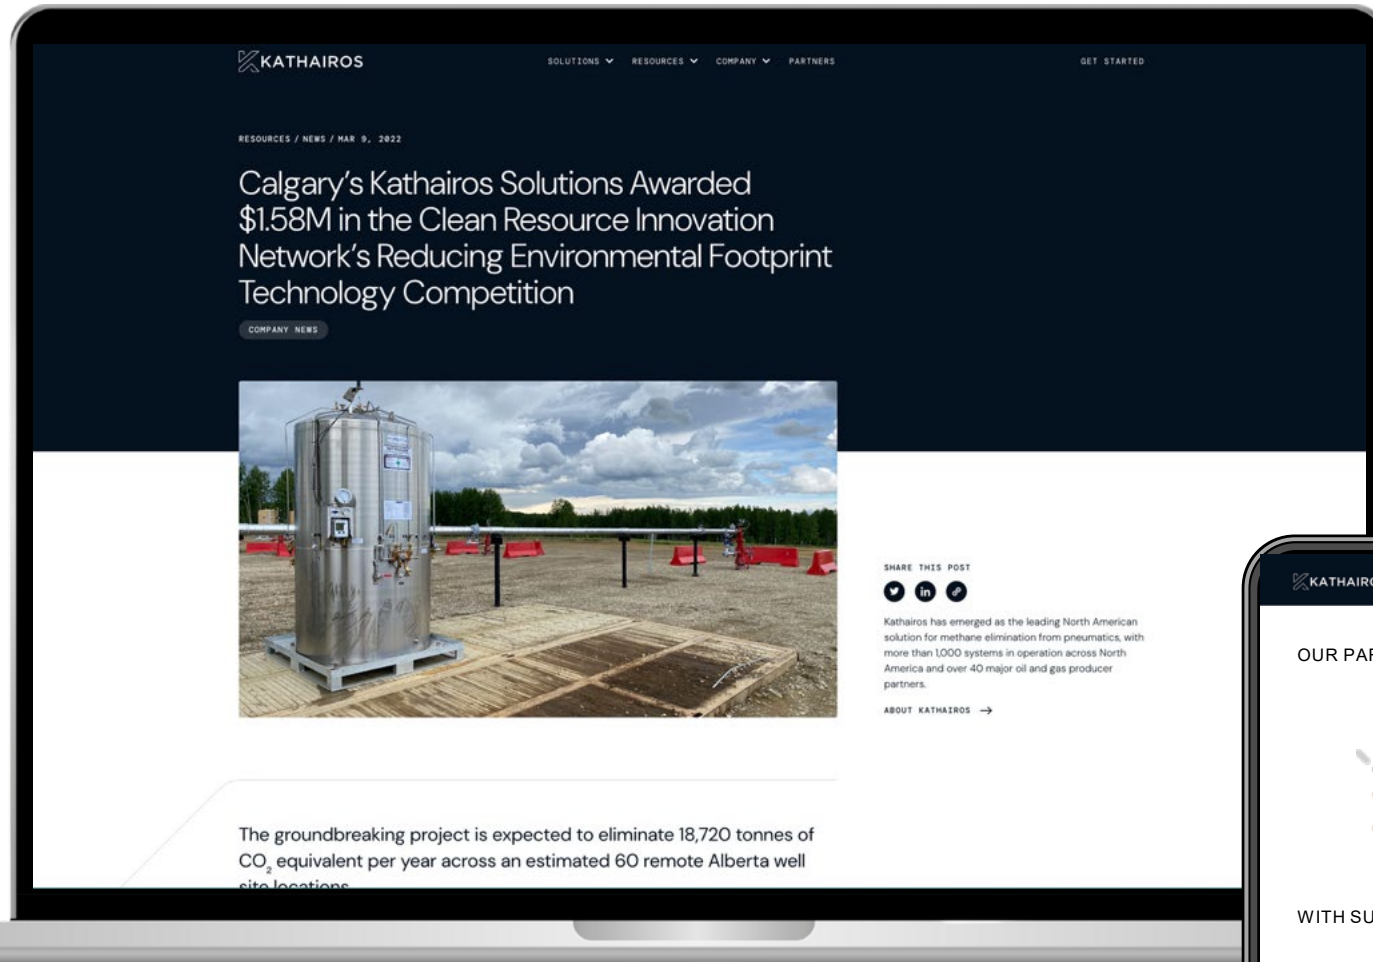 KATHAIROS
SOLUTIONS RESOURCES COMPANY PARTNERS
GET STARTED
RESOURCES / NEWS / MAR 9, 2022
Calgary’s Kathairos Solutions Awarded
$1.58M in the Clean Resource Innovation
Network’s Reducing Environmental Footprint
Technology Competition
COMPANY NEWS
SHARE THIS POST
in
Kathairos has emerged as the leading North American
solution for methane elimination from pneumatics, with
more than 1,000 systems in operation across North
America and over 40 major oil and gas producer
partners.
ABOUT KATHAIROS →
The groundbreaking project is expected to eliminate 18,720 tonnes of
CO₂ equivalent per year across an estimated 60 remote Alberta well
site locations
KATHAIRO
OUR PAR
WITH SU